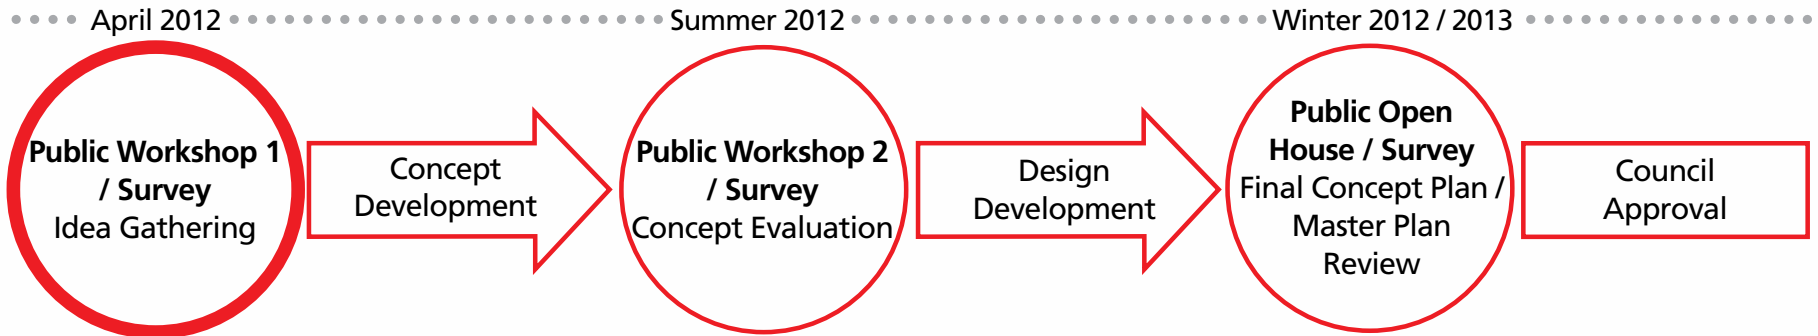 April 2012
Summer 2012
Winter 2012 / 2013
Public Workshop 1
/ Survey
Idea Gathering
Concept
Development
Public Workshop 2
/ Survey
Concept Evaluation
Design
Development
Public Open
House / Survey
Final Concept Plan /
Master Plan
Review
Council
Approval